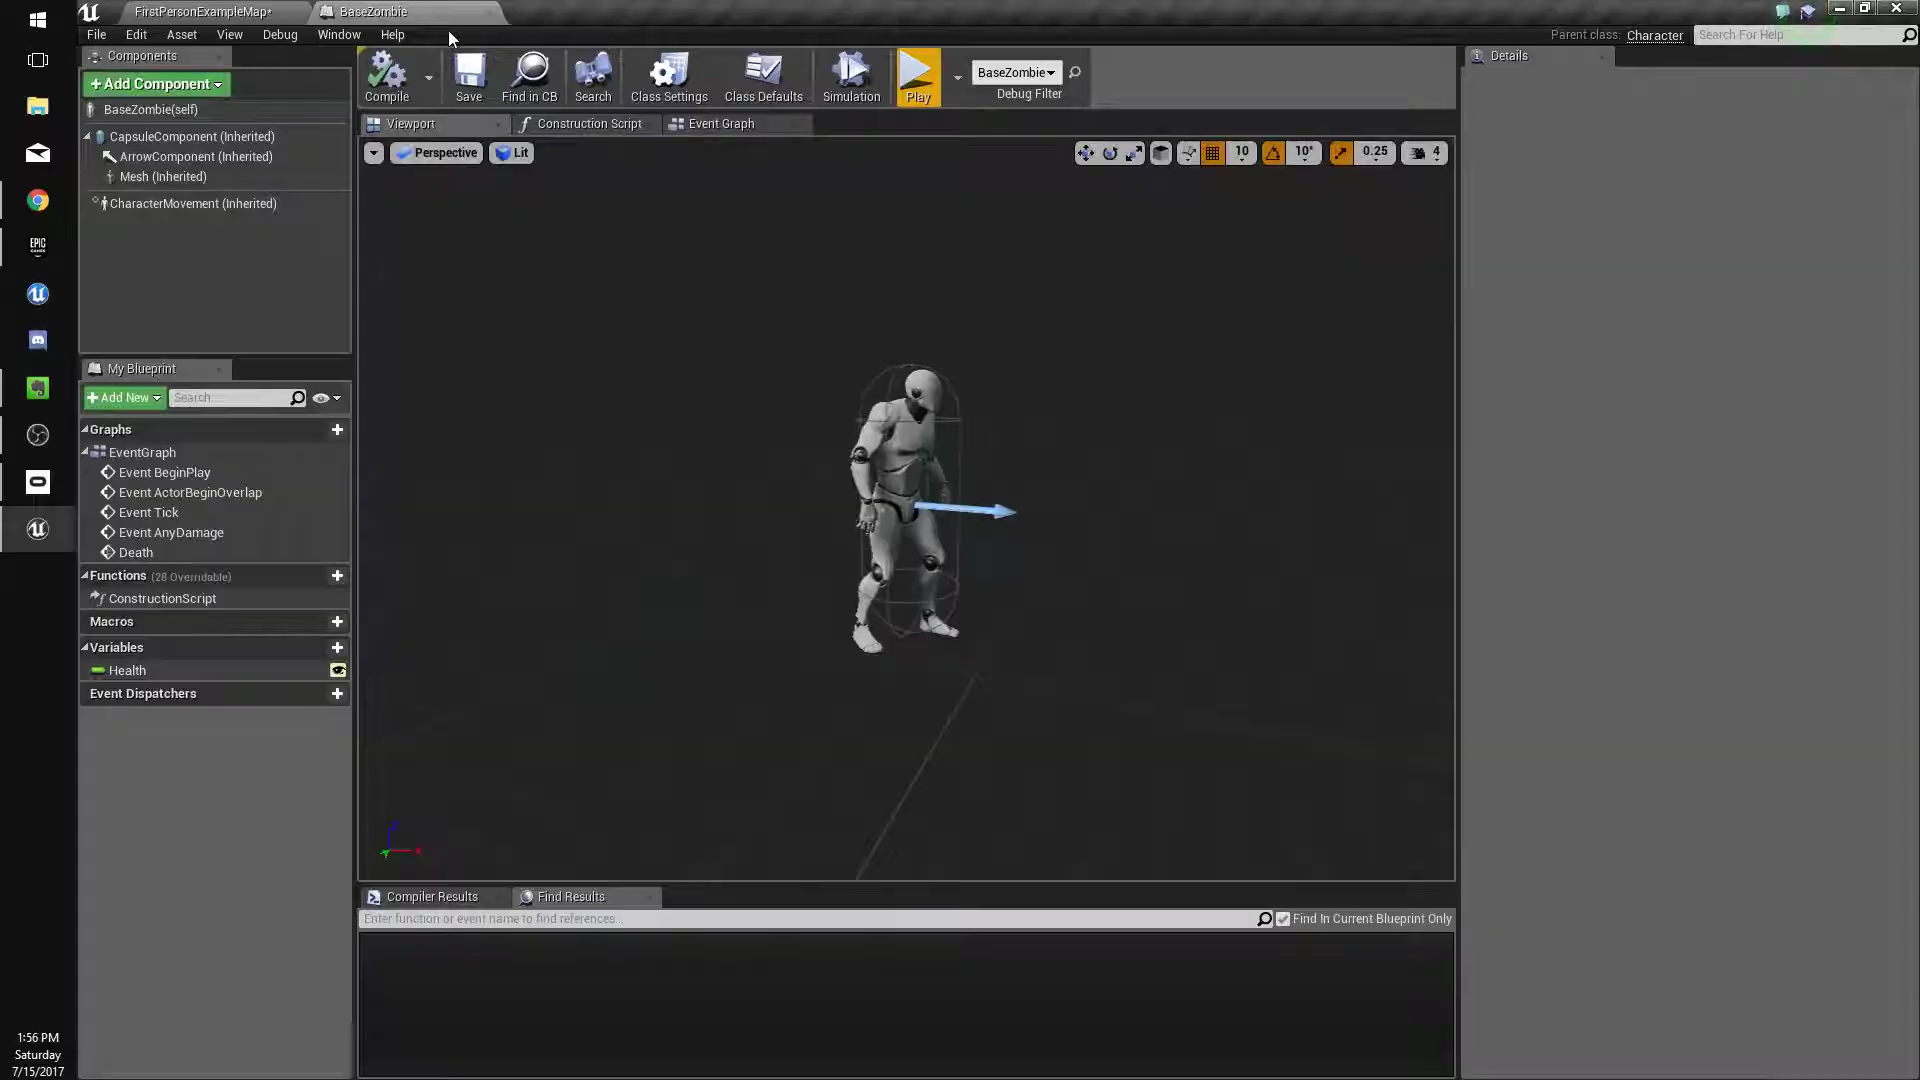 FirstPersonExampleMap*
BaseZombie
File Edit Asset View Debug Window Help
Parent class: Character
Search For Help
Components
+Add Component
BaseZombie(self)
CapsuleComponent (Inherited)
ArrowComponent (Inherited)
Mesh (Inherited)
CharacterMovement (Inherited)
Compile
Save
Find in CB
Search
Class Settings
Class Defaults
Simulation
Play
BaseZombie
Debug Filter
Details
Viewport
Construction Script
Event Graph
Perspective
Lit
10
10°
0.25
4
EPIC
GAMES
My Blueprint
+Add New
Search
Graphs
EventGraph
Event BeginPlay
Event ActorBeginOverlap
Event Tick
Event AnyDamage
Death
Functions (28 Overridable)
ConstructionScript
Macros
Variables
Health
Event Dispatchers
Compiler Results
Find Results
Enter function or event name to find references...
Find In Current Blueprint Only
1:56 PM
Saturday
7/15/2017